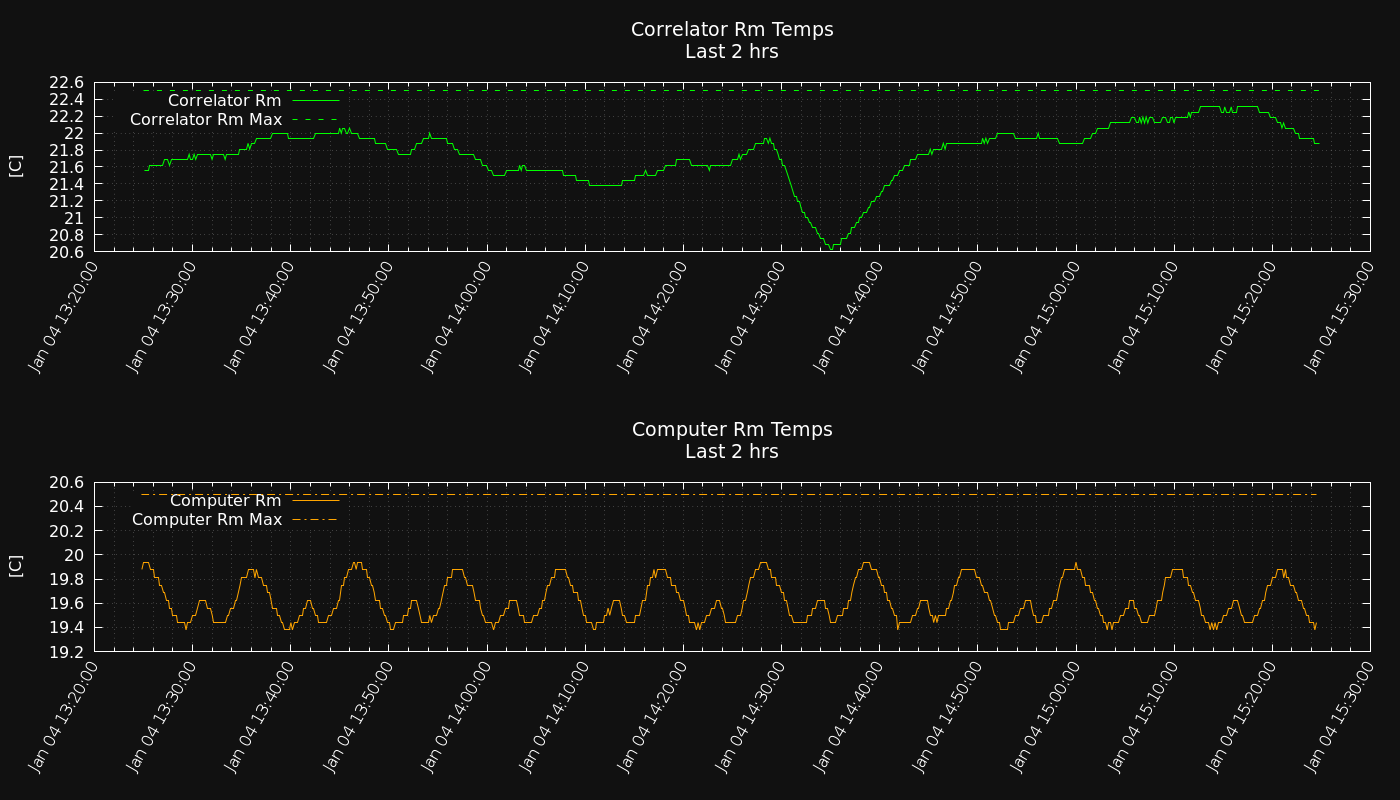 Correlator Rm Temps
Last 2 hrs
22.6
22.4
22.2
22
21.8
21.6
21.4
21.2
21
20.8
20.6
[C]
Correlator Rm
Correlator Rm Max
Jan 04 13:20:00
Jan 04 13:30:00
Jan 04 13:40:00
Jan 04 13:50:00
Jan 04 14:00:00
Jan 04 14:10:00
Jan 04 14:20:00
Jan 04 14:30:00
Jan 04 14:40:00
Jan 04 14:50:00
Jan 04 15:00:00
Jan 04 15:10:00
Jan 04 15:20:00
Jan 04 15:30:00
Computer Rm Temps
Last 2 hrs
20.6
20.4
20.2
20
19.8
19.6
19.4
19.2
[C]
Computer Rm
Computer Rm Max
Jan 04 13:20:00
Jan 04 13:30:00
Jan 04 13:40:00
Jan 04 13:50:00
Jan 04 14:00:00
Jan 04 14:10:00
Jan 04 14:20:00
Jan 04 14:30:00
Jan 04 14:40:00
Jan 04 14:50:00
Jan 04 15:00:00
Jan 04 15:10:00
Jan 04 15:20:00
Jan 04 15:30:00